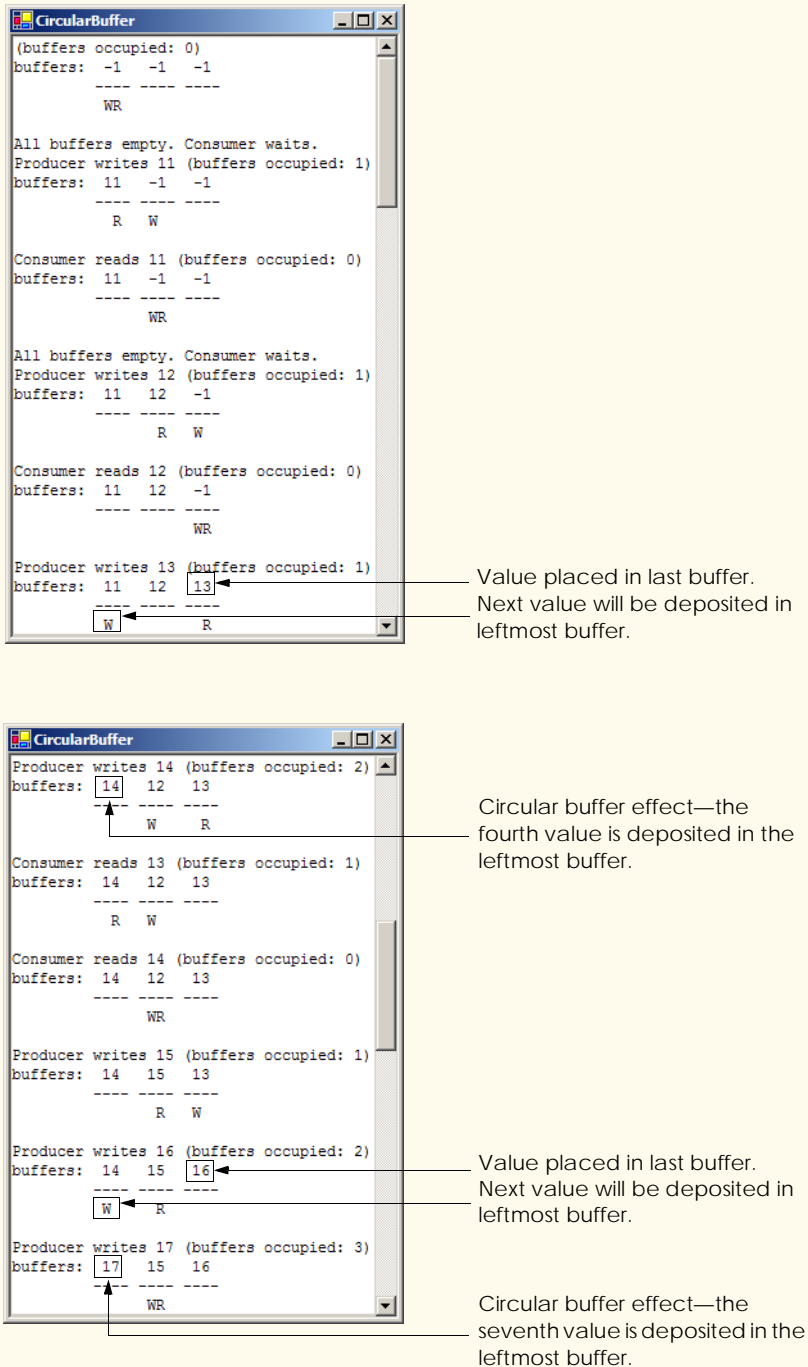 CircularBuffer
(buffers occupied: 0)
buffers:  -1   -1   -1
         ---- ---- ----
          WR
All buffers empty. Consumer waits.
Producer writes 11 (buffers occupied: 1)
buffers:  11   -1   -1
         ---- ---- ----
           R   W
Consumer reads 11 (buffers occupied: 0)
buffers:  11   -1   -1
         ---- ---- ----
               WR
All buffers empty. Consumer waits.
Producer writes 12 (buffers occupied: 1)
buffers:  11   12   -1
         ---- ---- ----
                R   W
Consumer reads 12 (buffers occupied: 0)
buffers:  11   12   -1
         ---- ---- ----
                    WR
Producer writes 13 (buffers occupied: 1)
buffers:  11   12   13
         ---- ---- ----
          W          R
Value placed in last buffer.
Next value will be deposited in
leftmost buffer.
CircularBuffer
Producer writes 14 (buffers occupied: 2)
buffers:  14   12   13
         ---- ---- ----
               W     R
Circular buffer effect—the
fourth value is deposited in the
leftmost buffer.
Consumer reads 13 (buffers occupied: 1)
buffers:  14   12   13
         ---- ---- ----
           R   W
Consumer reads 14 (buffers occupied: 0)
buffers:  14   12   13
         ---- ---- ----
               WR
Producer writes 15 (buffers occupied: 1)
buffers:  14   15   13
         ---- ---- ----
                R   W
Producer writes 16 (buffers occupied: 2)
buffers:  14   15   16
         ---- ---- ----
          W     R
Value placed in last buffer.
Next value will be deposited in
leftmost buffer.
Producer writes 17 (buffers occupied: 3)
buffers:  17   15   16
         ---- ---- ----
               WR
Circular buffer effect—the
seventh value is deposited in the
leftmost buffer.